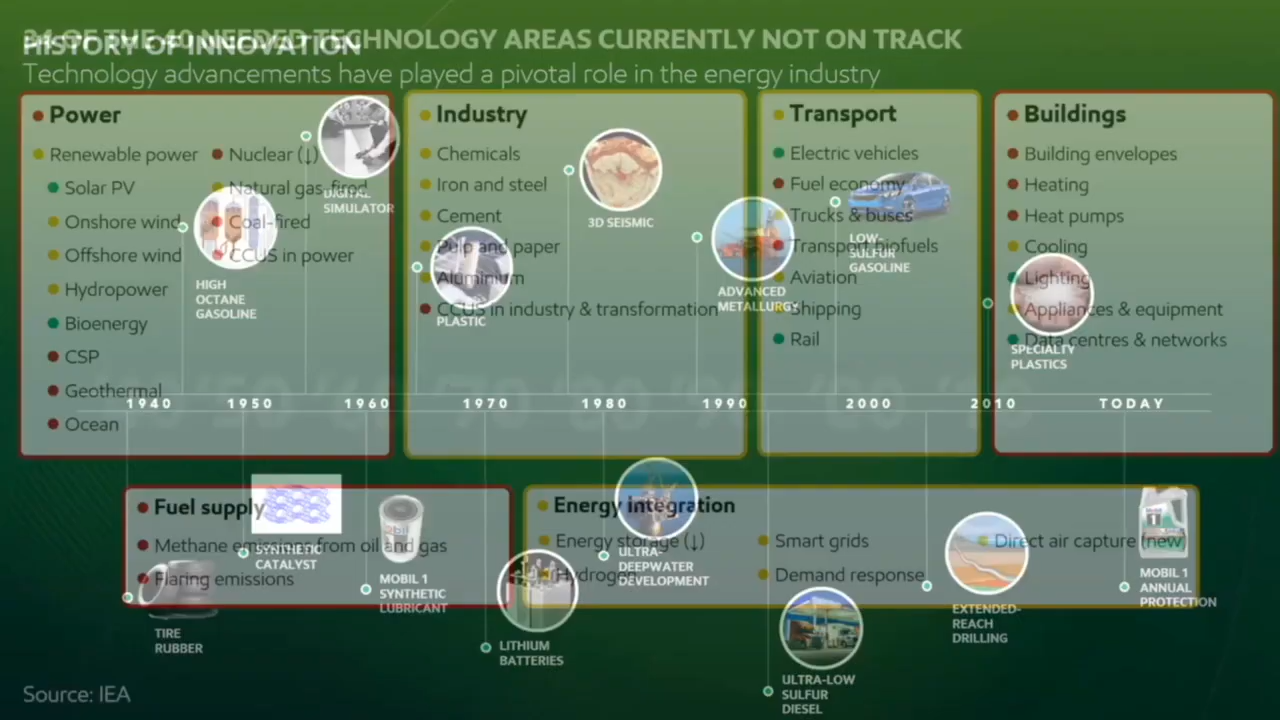 HISTORY OF INNOVATION
NEEDED TECHNOLOGY AREAS CURRENTLY NOT ON TRACK
Technology advancements have played a pivotal role in the energy industry
Power
Renewable power
Solar PV
Onshore wind
Offshore wind
Hydropower
Bioenergy
CSP
Geothermal
Ocean
Nuclear (↓)
Natural gas-fired
Coal-fired
CCUS in power
Industry
Chemicals
Iron and steel
Cement
Pulp and paper
Aluminium
CCUS in industry & transformation
Transport
Electric vehicles
Fuel economy
Trucks & buses
Transport biofuels
Aviation
Shipping
Rail
Buildings
Building envelopes
Heating
Heat pumps
Cooling
Lighting
Appliances & equipment
Data centres & networks
DIGITAL
SIMULATOR
HIGH
OCTANE
GASOLINE
PLASTIC
3D SEISMIC
ADVANCED
METALLURGY
LOW-
SULFUR
GASOLINE
SPECIALTY
PLASTICS
1940 1950 1960 1970 1980 1990 2000 2010 TODAY
Fuel supply
Methane emissions from oil and gas
Flaring emissions
Energy integration
Energy storage (↓)
Hydrogen
Smart grids
Demand response
Direct air capture (new
TIRE
RUBBER
SYNTHETIC
CATALYST
MOBIL 1
SYNTHETIC
LUBRICANT
LITHIUM
BATTERIES
ULTRA-
DEEPWATER
DEVELOPMENT
ULTRA-LOW
SULFUR
DIESEL
EXTENDED-
REACH
DRILLING
MOBIL 1
ANNUAL
PROTECTION
Source: IEA